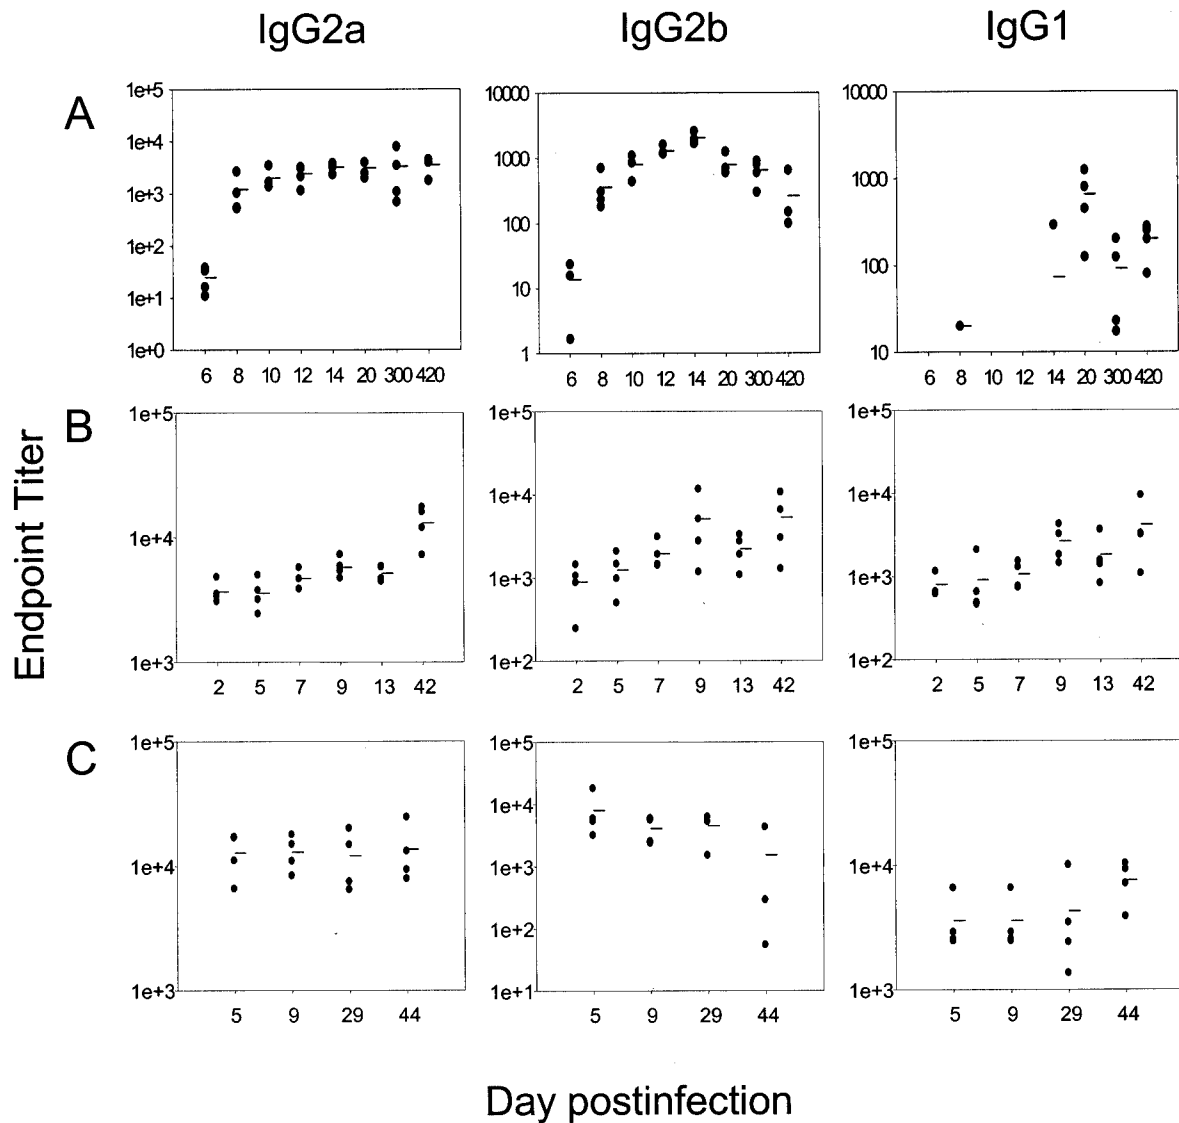 IgG2a IgG2b IgG1
A
1e+5
1e+4
1e+3
1e+2
1e+1
1e+0
6 8 10 12 14 20 300 420
10000
1000
100
10
1
6 8 10 12 14 20 300 420
10000
1000
100
10
6 8 10 12 14 20 300 420
Endpoint Titer
B
1e+5
1e+4
1e+3
2 5 7 9 13 42
1e+5
1e+4
1e+3
1e+2
2 5 7 9 13 42
1e+5
1e+4
1e+3
1e+2
2 5 7 9 13 42
C
1e+5
1e+4
1e+3
5 9 29 44
1e+5
1e+4
1e+3
1e+2
1e+1
5 9 29 44
1e+5
1e+4
1e+3
5 9 29 44
Day postinfection